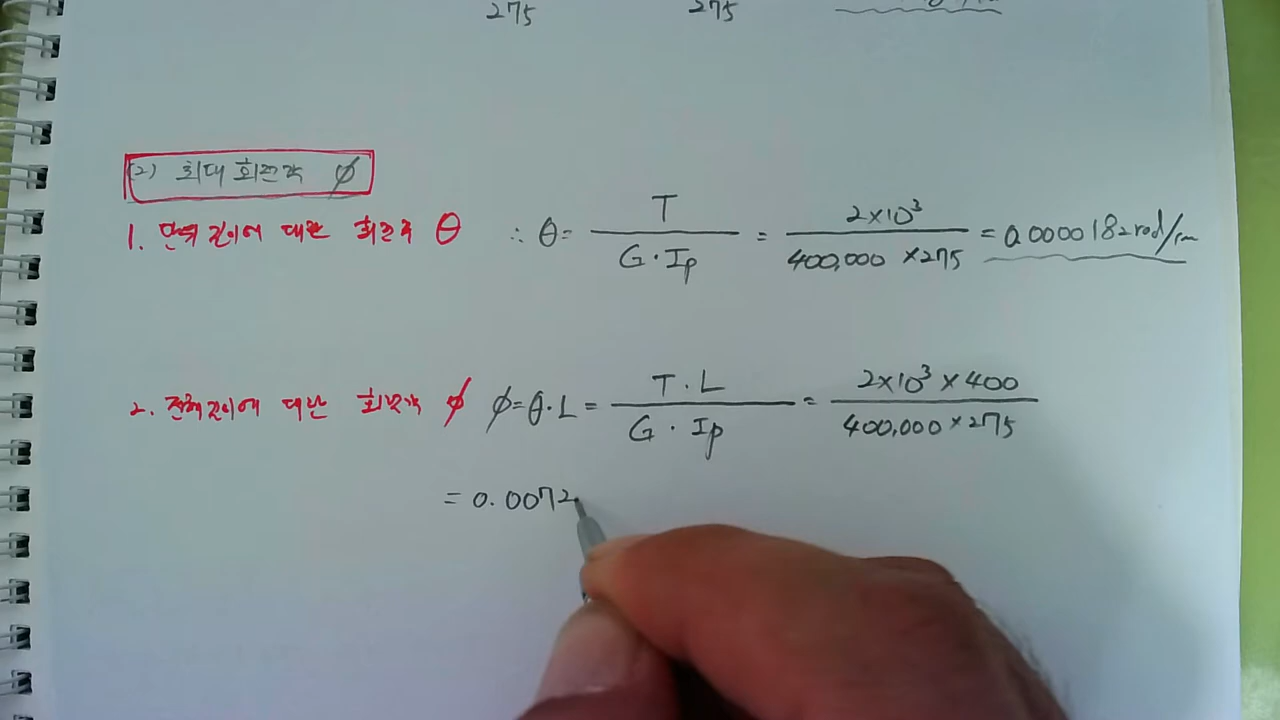 275 275
(2) 최대 회전각 ϕ
1. 단위길이에 대한 회전각 θ ∴ θ= T / G·Ip = 2×10³ / 400,000 ×275 = 0.0000182rad/cm
2. 전체길이에 대한 회전각 ϕ ϕ=θ·L = T·L / G·Ip = 2×10³×400 / 400,000×275
= 0.0072